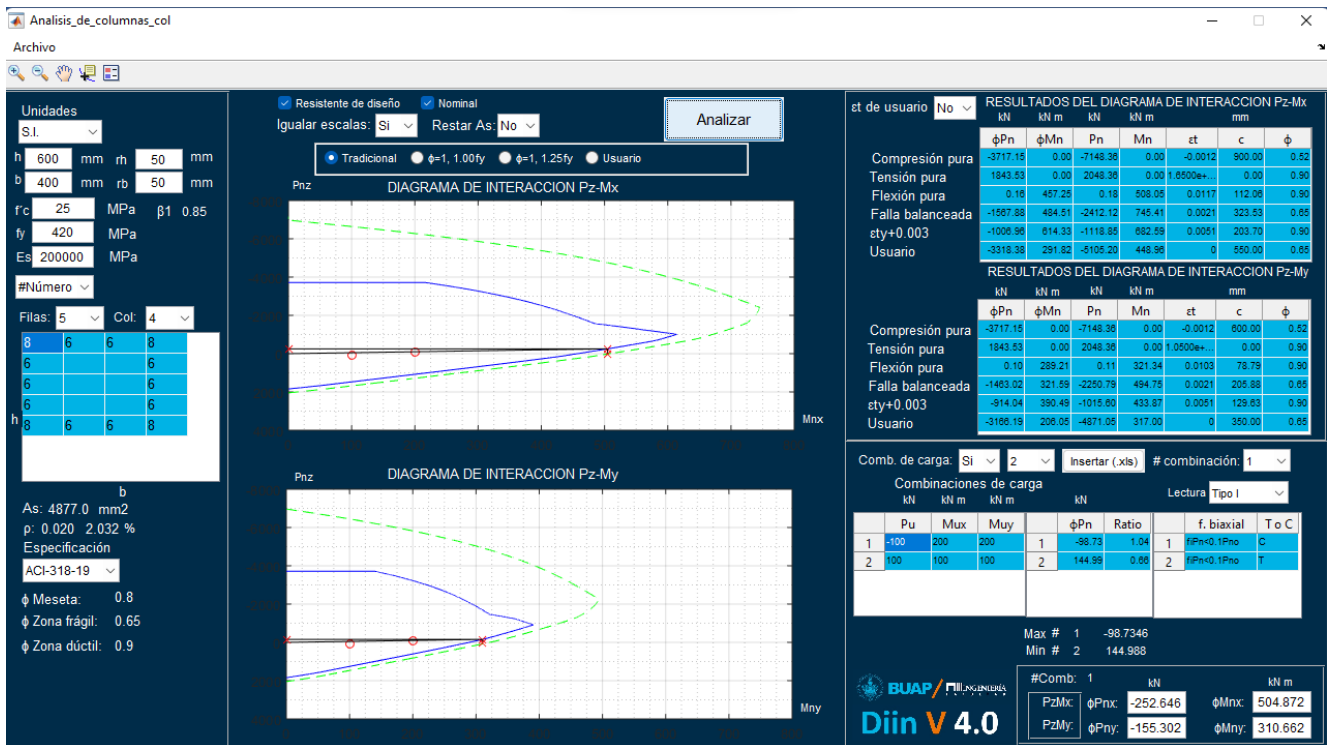 Analisis_de_columnas_col
Archivo
Unidades
S.I.
h 600 mm rh 50 mm
b 400 mm rb 50 mm
f'c 25 MPa β1 0.85
fy 420 MPa
Es 200000 MPa
#Número
Filas: 5 Col: 4
8 6 6 8
6 6
6 6
6 6
8 6 6 8
h
b
As: 4877.0 mm2
ρ: 0.020 2.032 %
Especificación
ACI-318-19
ϕ Meseta: 0.8
ϕ Zona frágil: 0.65
ϕ Zona dúctil: 0.9
Resistente de diseño Nominal
Igualar escalas: Si Restar As: No
Analizar
Tradicional ϕ=1, 1.00fy ϕ=1, 1.25fy Usuario
Pnz DIAGRAMA DE INTERACCION Pz-Mx
Mnx
Pnz DIAGRAMA DE INTERACCION Pz-My
Mny
εt de usuario No
RESULTADOS DEL DIAGRAMA DE INTERACCION Pz-Mx
kN kN m kN kN m mm
ϕPn ϕMn Pn Mn εt c ϕ
Compresión pura -3717.15 0.00 -7148.36 0.00 -0.0012 900.00 0.52
Tensión pura 1843.53 0.00 2048.36 0.00 1.6500e+... 0.00 0.90
Flexión pura 0.16 457.25 0.18 508.05 0.0117 112.06 0.90
Falla balanceada -1567.88 484.51 -2412.12 745.41 0.0021 323.53 0.65
εty+0.003 -1006.96 614.33 -1118.85 682.59 0.0051 203.70 0.90
Usuario -3318.38 291.82 -5105.20 448.96 0 550.00 0.65
RESULTADOS DEL DIAGRAMA DE INTERACCION Pz-My
kN kN m kN kN m mm
ϕPn ϕMn Pn Mn εt c ϕ
Compresión pura -3717.15 0.00 -7148.36 0.00 -0.0012 600.00 0.52
Tensión pura 1843.53 0.00 2048.36 0.00 1.0500e+... 0.00 0.90
Flexión pura 0.10 289.21 0.11 321.34 0.0103 78.79 0.90
Falla balanceada -1463.02 321.59 -2250.79 494.75 0.0021 205.88 0.65
εty+0.003 -914.04 390.49 -1015.60 433.87 0.0051 129.63 0.90
Usuario -3166.19 206.05 -4871.05 317.00 0 350.00 0.65
Comb. de carga: Si 2 Insertar (.xls) # combinación: 1
Combinaciones de carga
kN kN m kN m kN
Lectura Tipo I
Pu Mux Muy ϕPn Ratio f. biaxial T o C
1 -100 200 200 1 -98.73 1.04 1 fiPn<0.1Pno C
2 100 100 100 2 144.99 0.66 2 fiPn<0.1Pno T
Max # 1 -98.7346
Min # 2 144.988
BUAP
Diin V 4.0
#Comb: 1 kN kN m
PzMx: ϕPnx: -252.646 ϕMnx: 504.872
PzMy: ϕPny: -155.302 ϕMny: 310.662